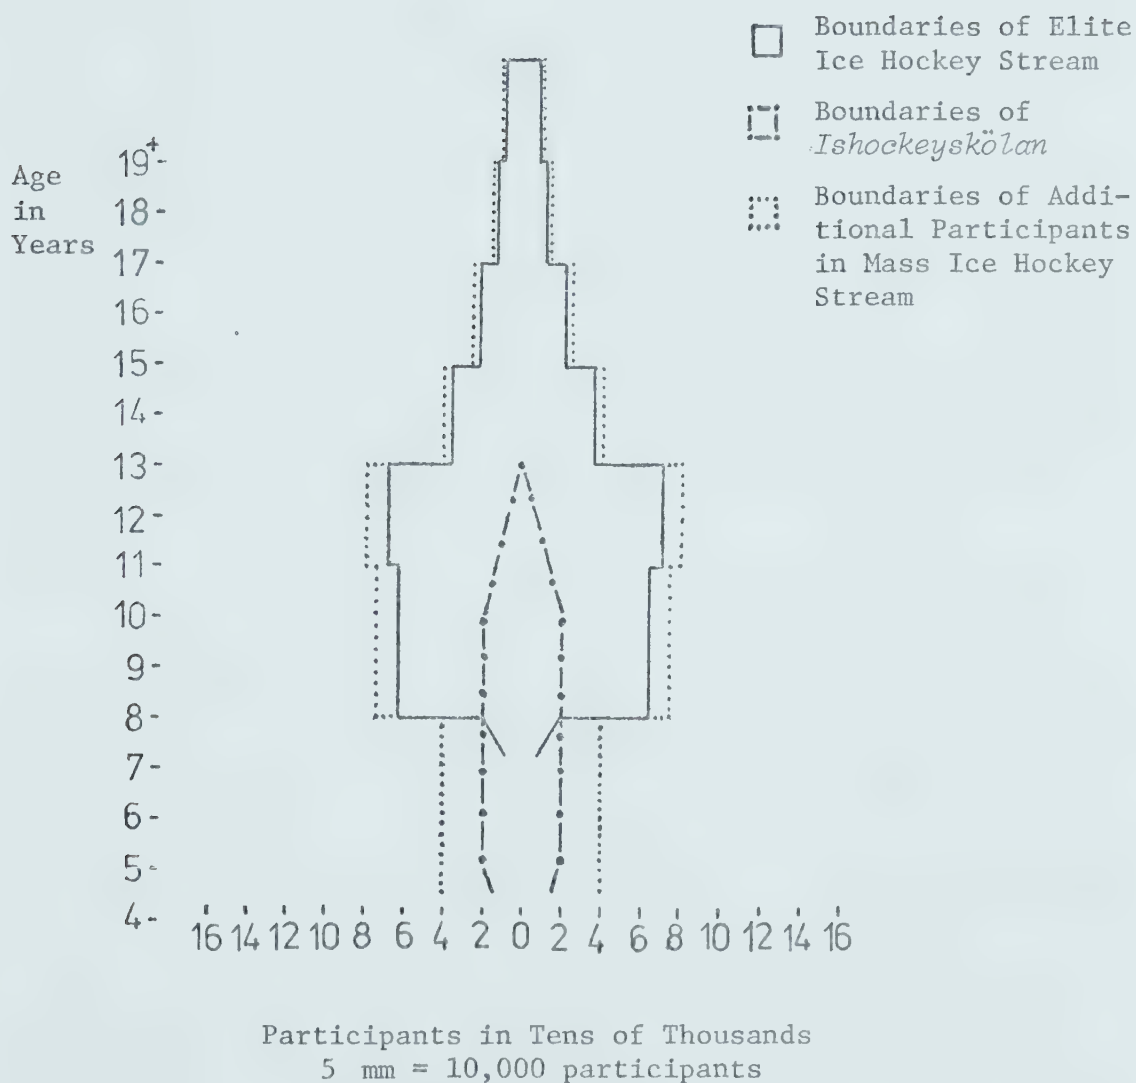 Boundaries of Elite
Ice Hockey Stream
Boundaries of
Ishockeyskölan
Boundaries of Addi-
tional Participants
in Mass Ice Hockey
Stream
Age
in
Years
19+-
18-
17-
16-
15-
14-
13-
12-
11-
10-
9-
8-
7-
6-
5-
4-
16 14 12 10 8 6 4 2 0 2 4 6 8 10 12 14 16
Participants in Tens of Thousands
5 mm = 10,000 participants